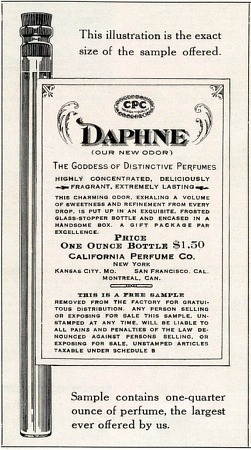 This illustration is the exact
size of the sample offered.
CPC
DAPHNE
(OUR NEW ODOR)
THE GODDESS OF DISTINCTIVE PERFUMES
HIGHLY CONCENTRATED, DELICIOUSLY
FRAGRANT, EXTREMELY LASTING
THIS CHARMING ODOR, EXHALING A VOLUME
OF SWEETNESS AND REFINEMENT FROM EVERY
DROP, IS PUT UP IN AN EXQUISITE, FROSTED
GLASS-STOPPER BOTTLE AND ENCASED IN A
HANDSOME BOX. A GIFT PACKAGE PAR
EXCELLENCE.
PRICE
ONE OUNCE BOTTLE $1.50
CALIFORNIA PERFUME CO.
NEW YORK
KANSAS CITY, MO. SAN FRANCISCO, CAL.
MONTREAL, CAN.
THIS IS A FREE SAMPLE
REMOVED FROM THE FACTORY FOR GRATUI-
TOUS DISTRIBUTION. ANY PERSON SELLING
OR EXPOSING FOR SALE THIS SAMPLE, UN-
STAMPED AT ANY TIME, WILL BE LIABLE TO
ALL PAINS AND PENALTIES OF THE LAW DE-
NOUNCED AGAINST PERSONS SELLING, OR
EXPOSING FOR SALE, UNSTAMPED ARTICLES
TAXABLE UNDER SCHEDULE B
Sample contains one-quarter
ounce of perfume, the largest
ever offered by us.